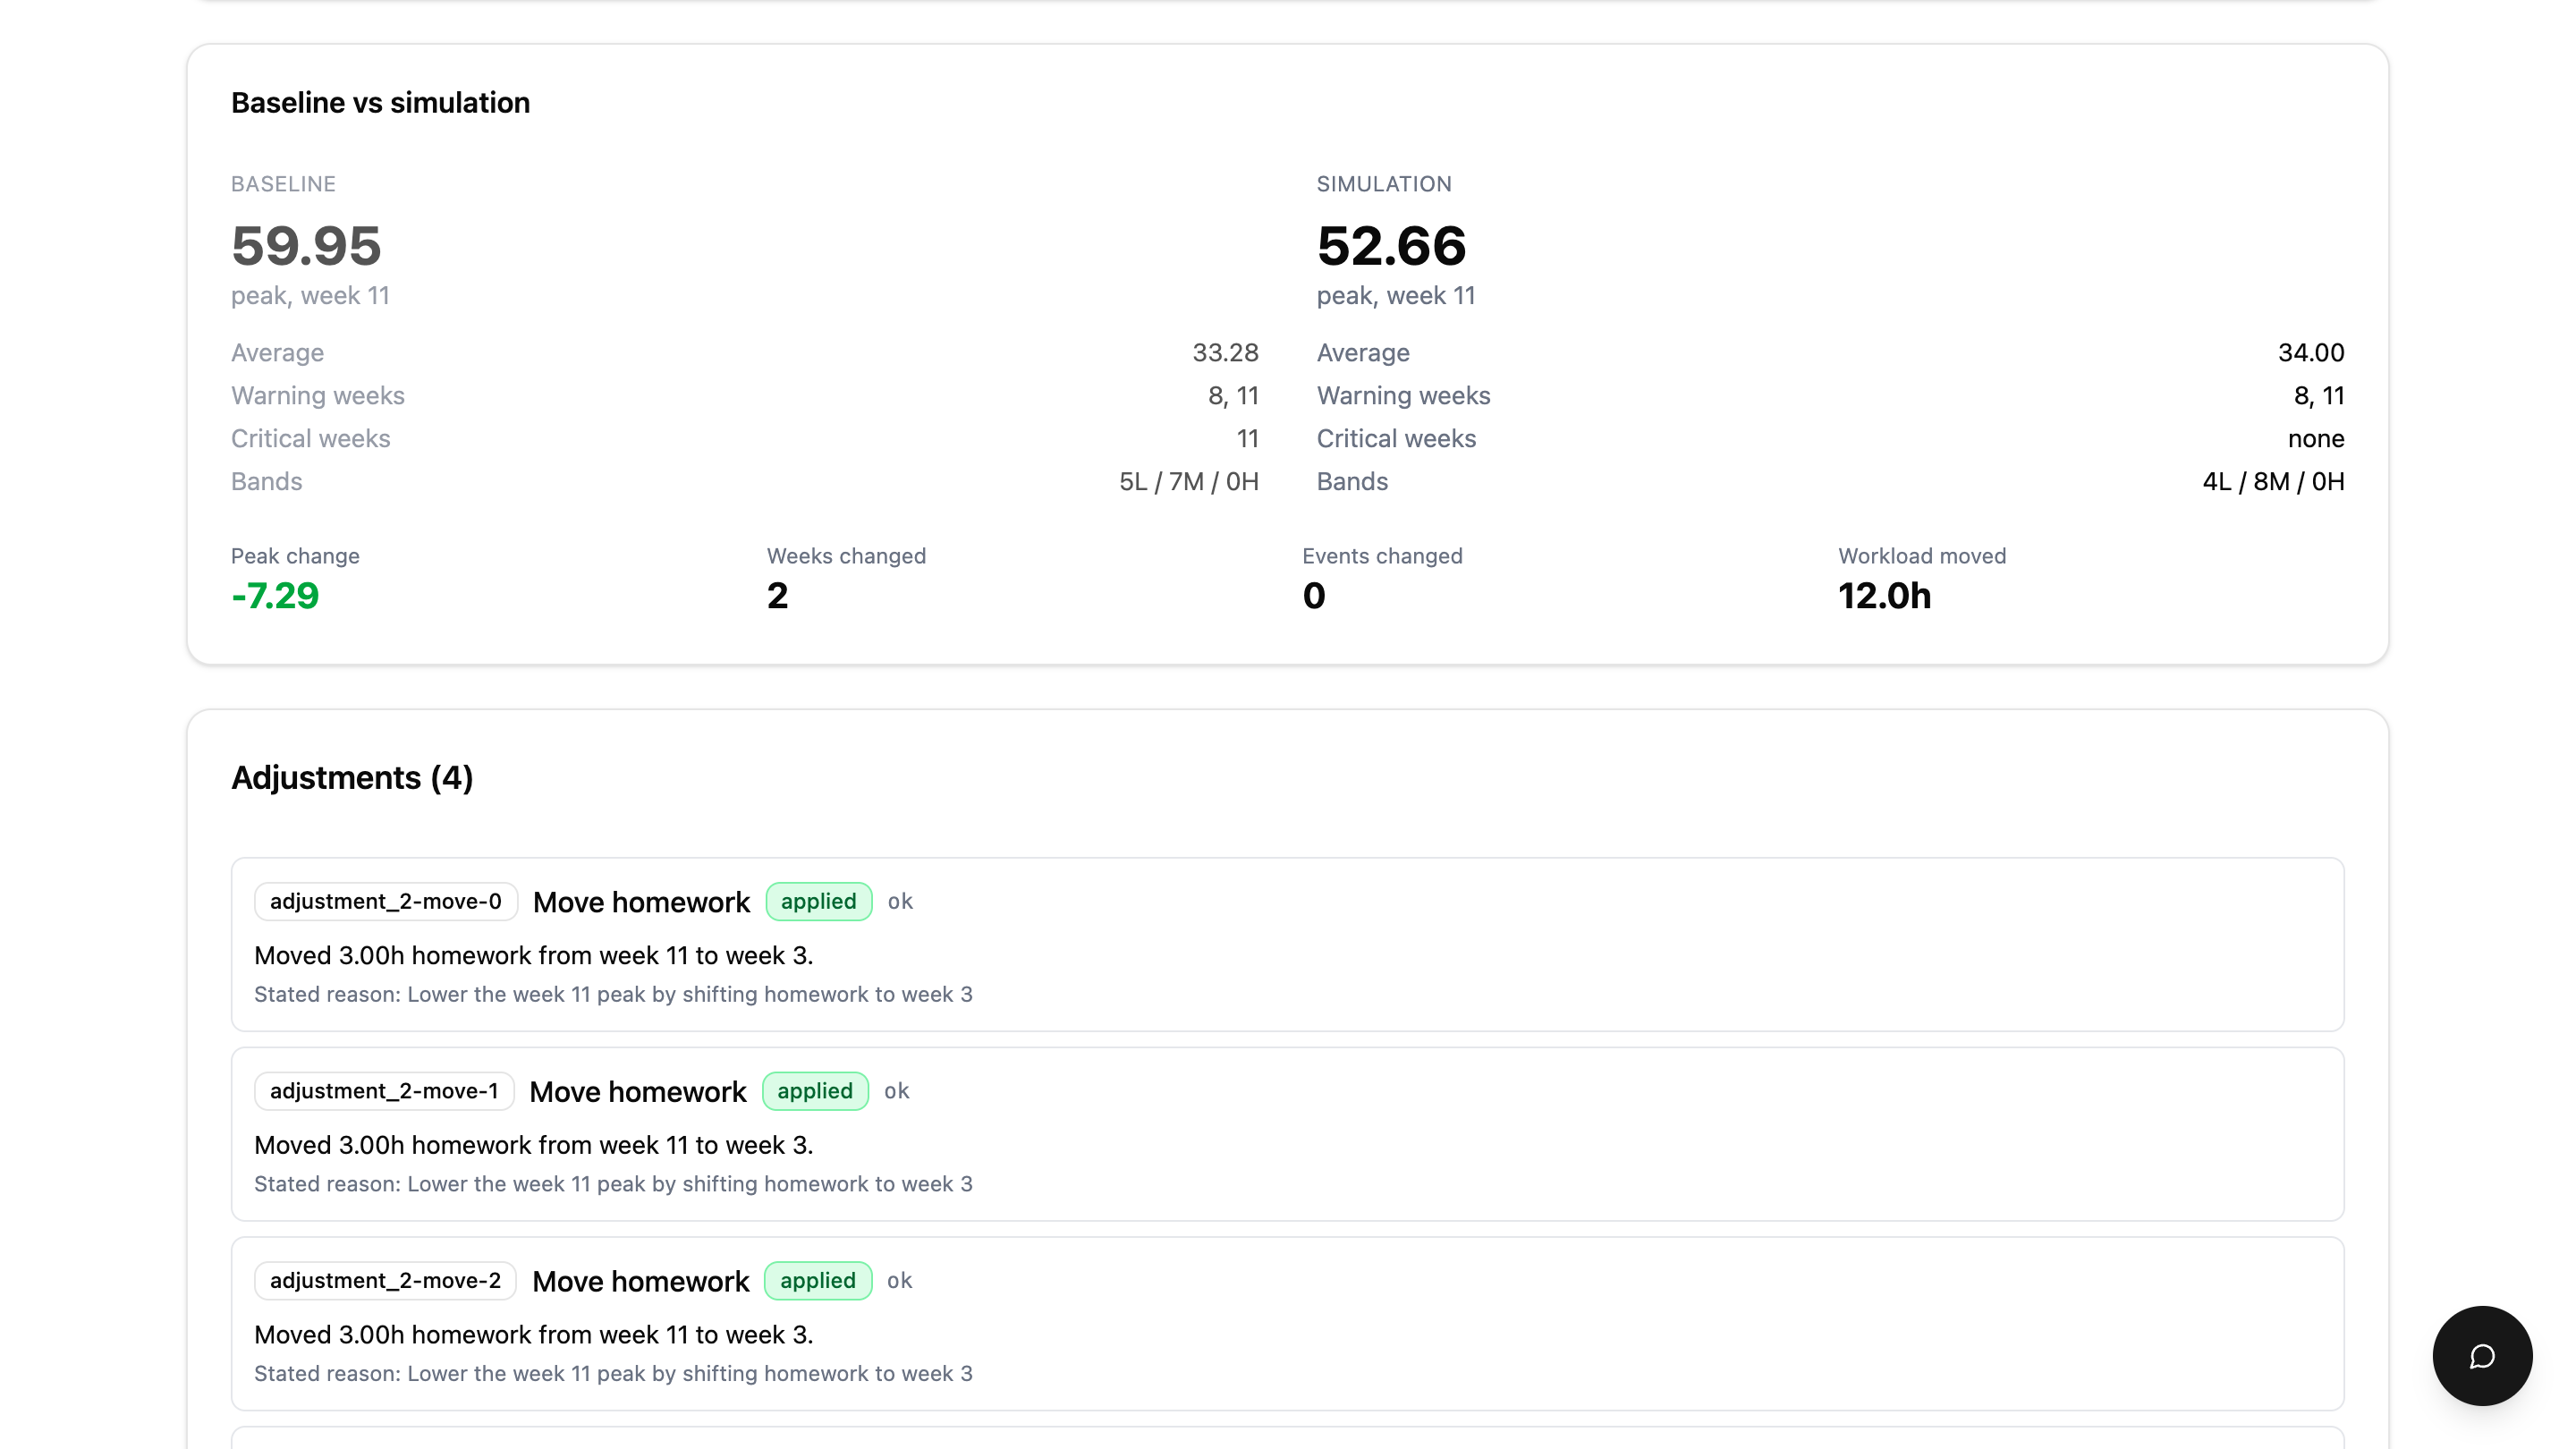 Baseline vs simulation
BASELINE
59.95
peak, week 11
Average 33.28
Warning weeks 8, 11
Critical weeks 11
Bands 5L / 7M / 0H
SIMULATION
52.66
peak, week 11
Average 34.00
Warning weeks 8, 11
Critical weeks none
Bands 4L / 8M / 0H
Peak change
-7.29
Weeks changed
2
Events changed
0
Workload moved
12.0h
Adjustments (4)
adjustment_2-move-0 Move homework applied ok
Moved 3.00h homework from week 11 to week 3.
Stated reason: Lower the week 11 peak by shifting homework to week 3
adjustment_2-move-1 Move homework applied ok
Moved 3.00h homework from week 11 to week 3.
Stated reason: Lower the week 11 peak by shifting homework to week 3
adjustment_2-move-2 Move homework applied ok
Moved 3.00h homework from week 11 to week 3.
Stated reason: Lower the week 11 peak by shifting homework to week 3